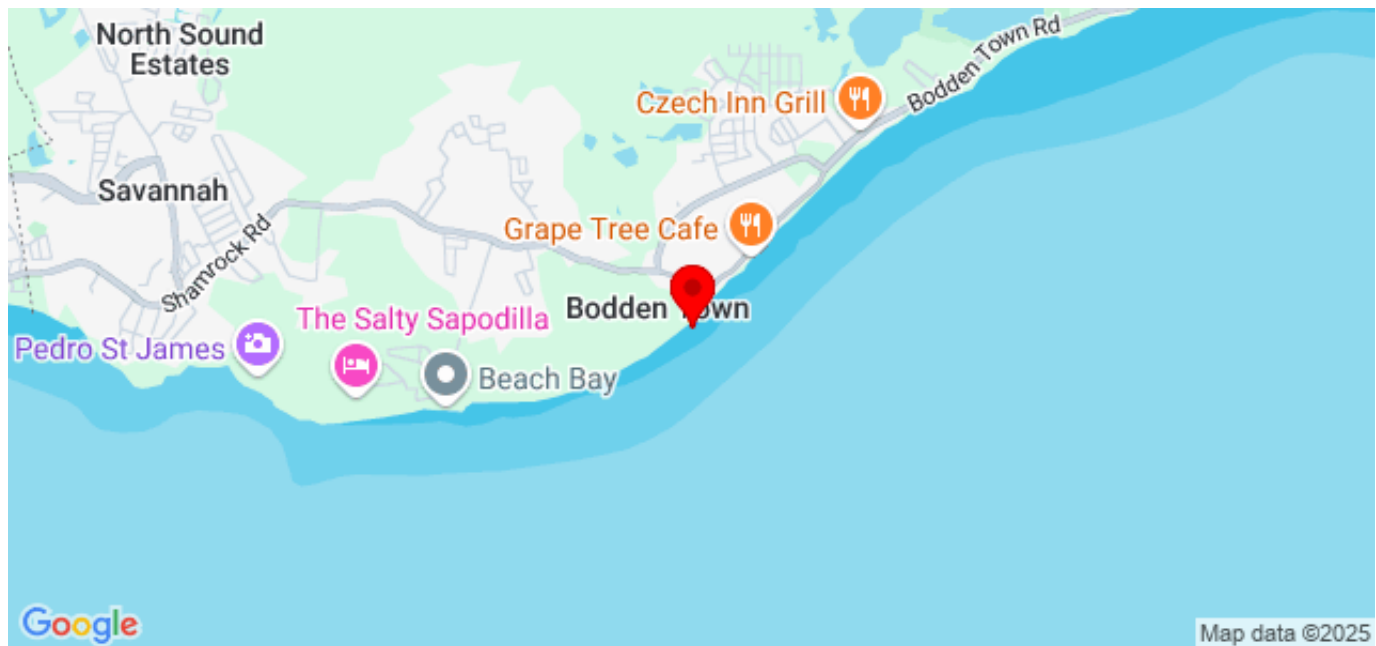 North Sound
Estates
Bodden Town Rd
Czech Inn Grill
Savannah
Grape Tree Cafe
Shamrock Rd
Bodden Town
The Salty Sapodilla
Pedro St James
Beach Bay
Google
Map data ©2025